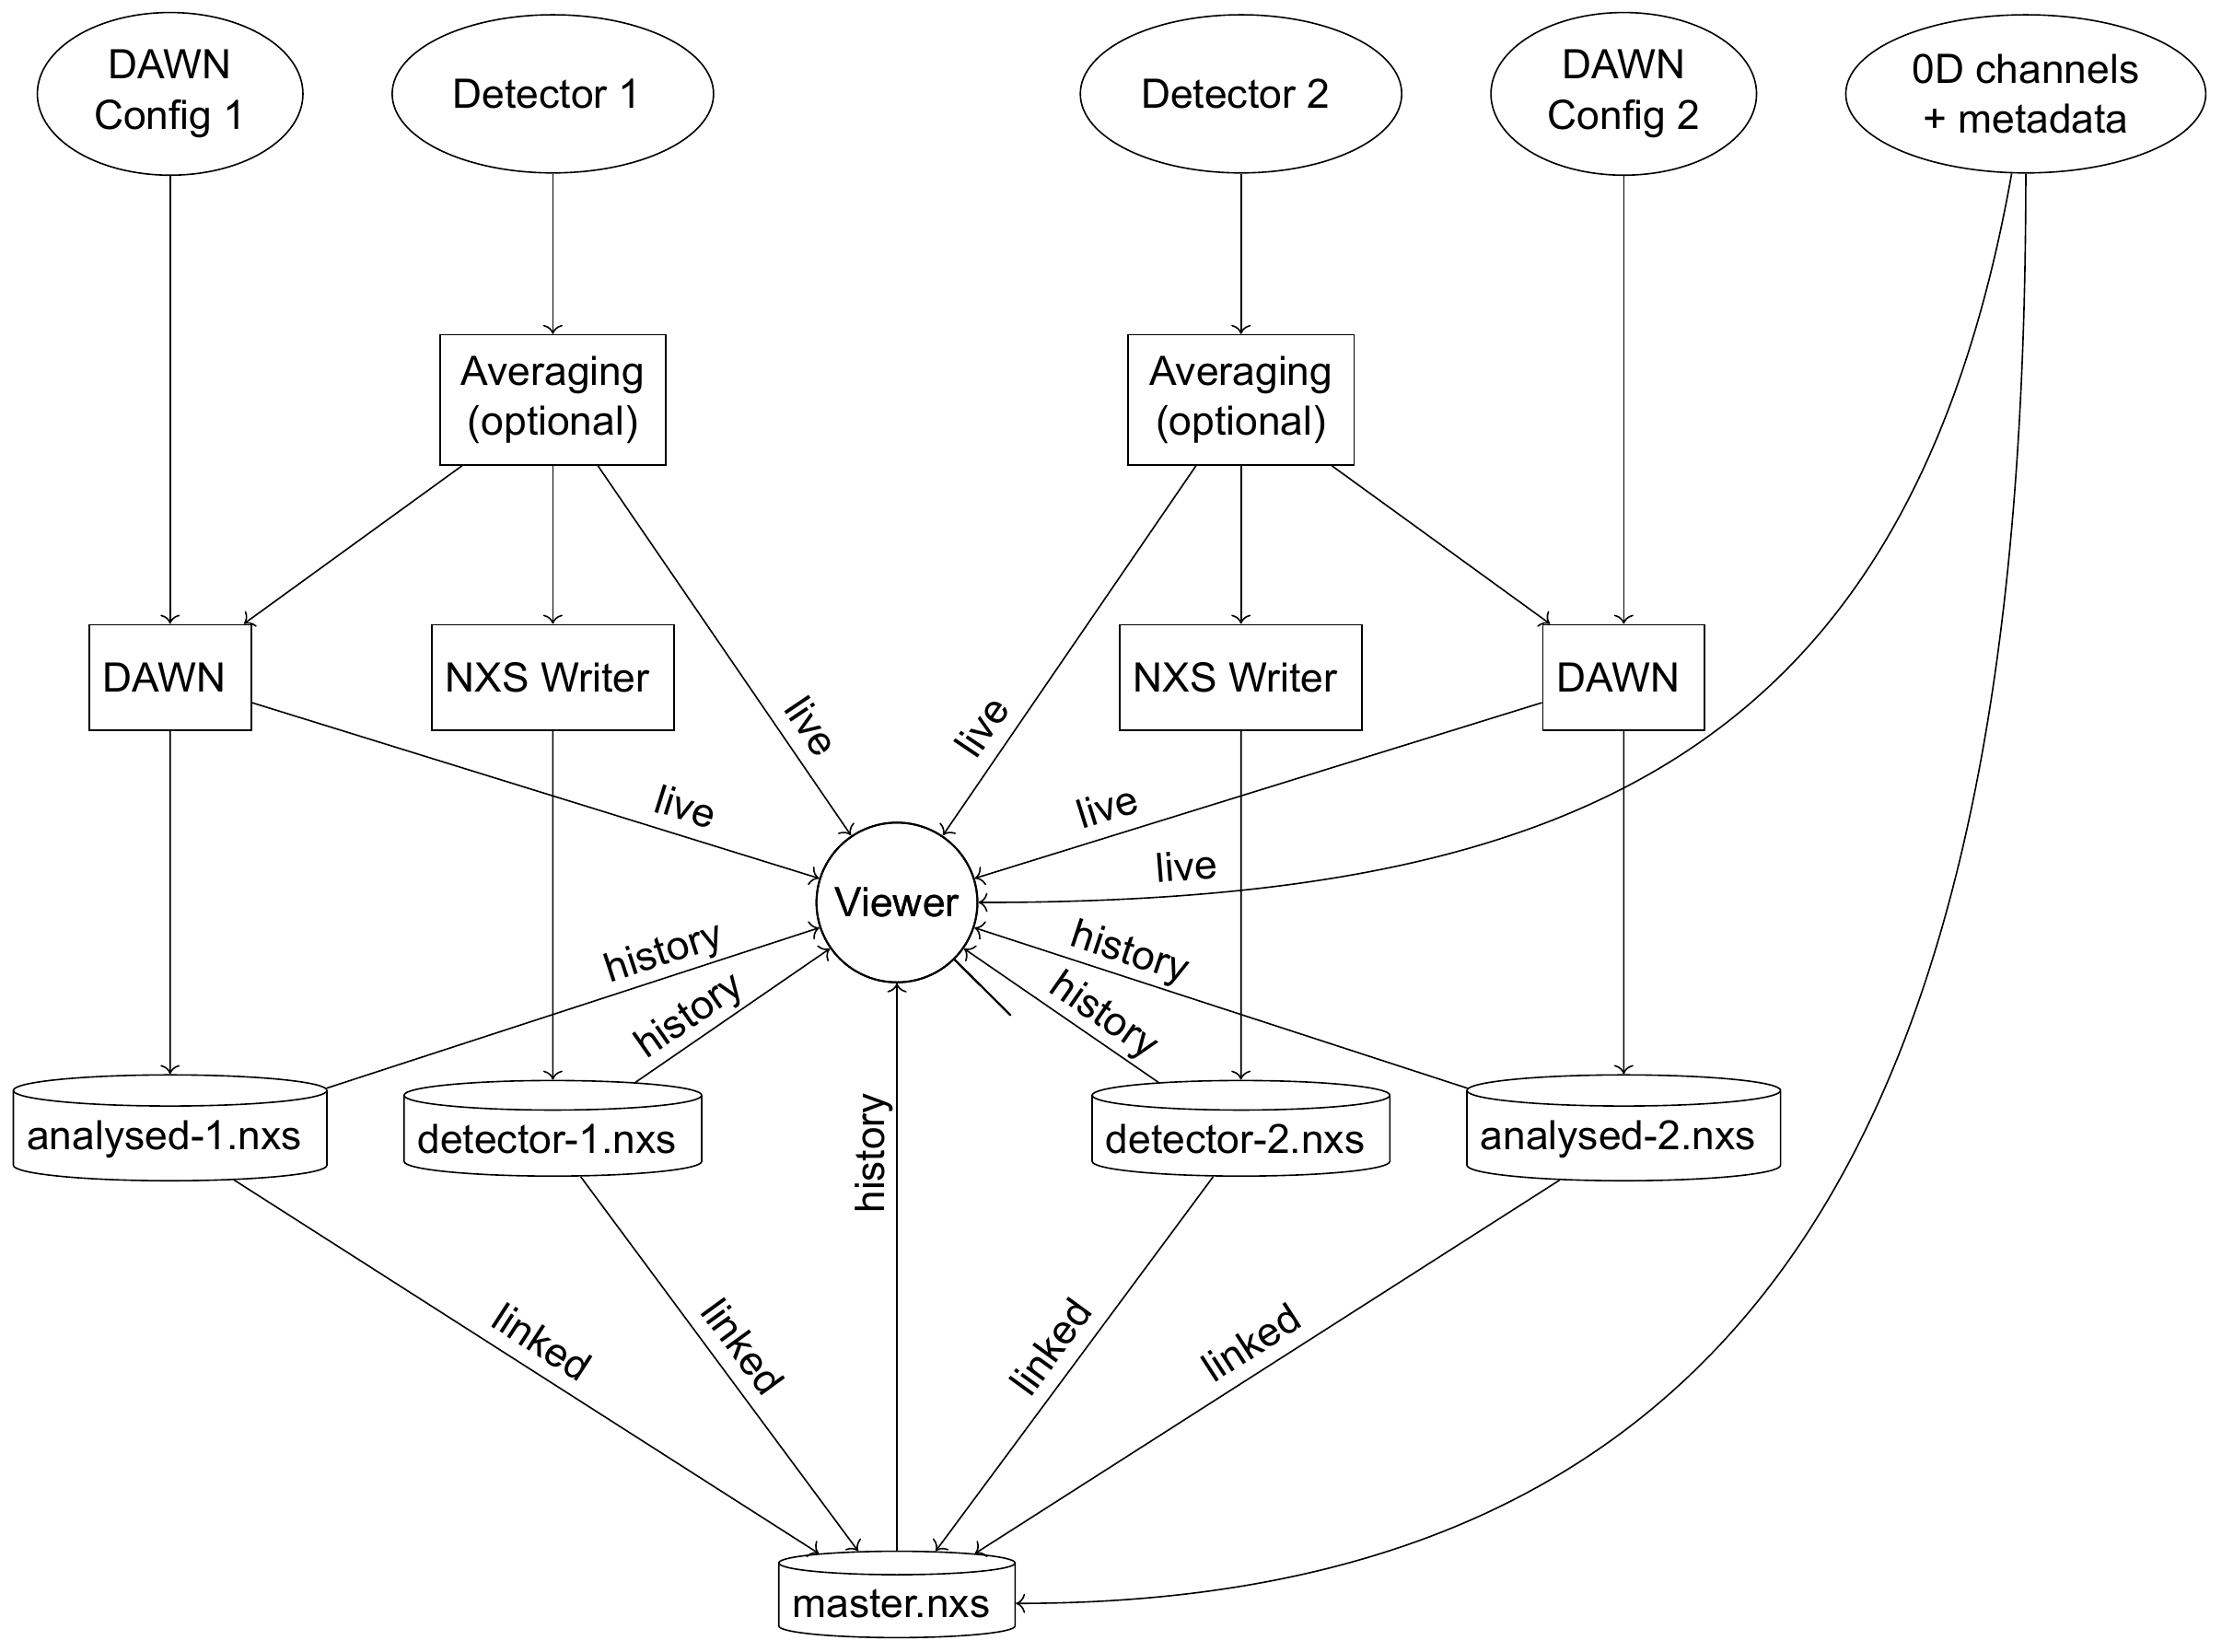 DAWN
Config 1
Detector 1
Detector 2
DAWN
Config 2
0D channels
+ metadata
Averaging
(optional)
Averaging
(optional)
DAWN
NXS Writer
NXS Writer
DAWN
live
live
live
live
live
Viewer
history
history
history
history
history
analysed-1.nxs
detector-1.nxs
detector-2.nxs
analysed-2.nxs
linked
linked
linked
linked
master.nxs